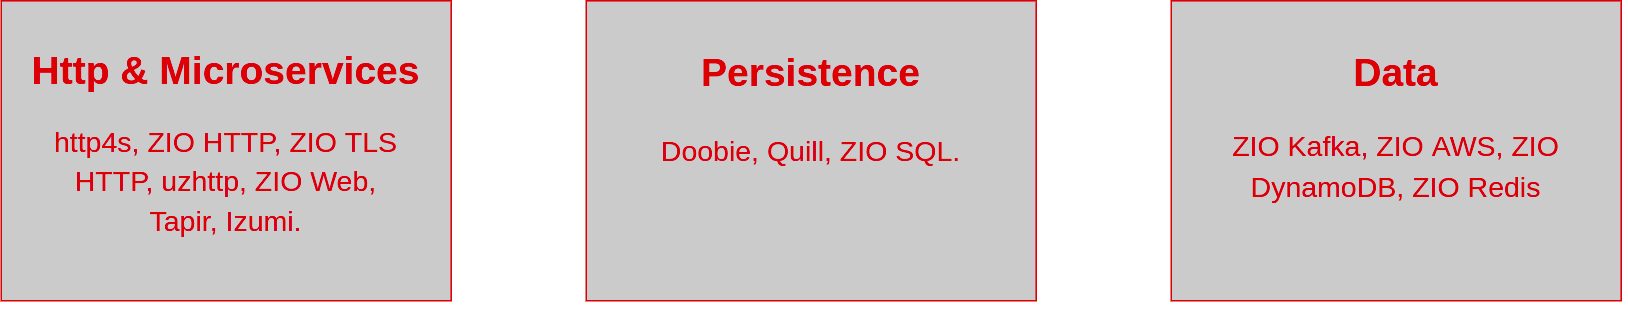 Http & Microservices
http4s, ZIO HTTP, ZIO TLS
HTTP, uzhttp, ZIO Web,
Tapir, Izumi.
Persistence
Doobie, Quill, ZIO SQL.
Data
ZIO Kafka, ZIO AWS, ZIO
DynamoDB, ZIO Redis